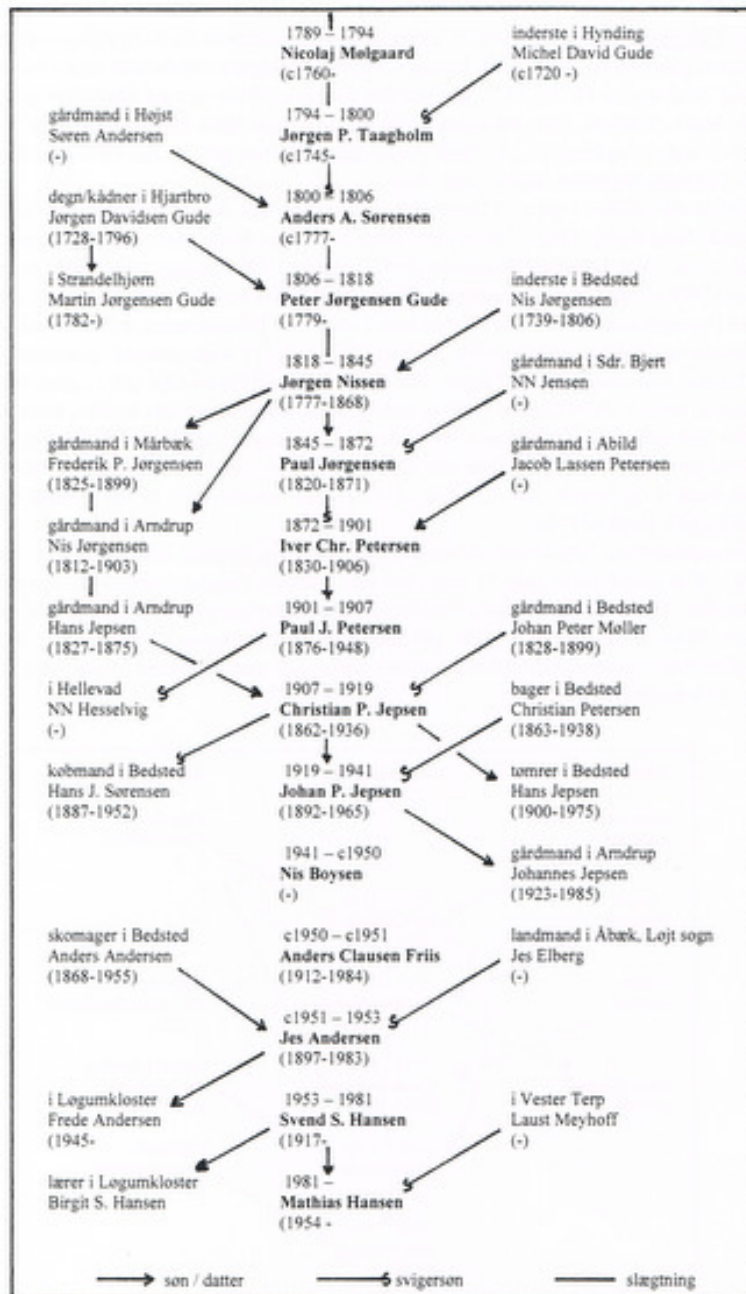 1789 – 1794
Nicolaj Mølgaard
(c1760-
inderste i Hynding
Michel David Gude
(c1720 -)
gårdmand i Højst
Søren Andersen
(-)
1794 – 1800
Jørgen P. Taagholm
(c1745-
degn/kådner i Hjartbro
Jørgen Davidsen Gude
(1728-1796)
1800 – 1806
Anders A. Sørensen
(c1777-
i Strandelhjørn
Martin Jørgensen Gude
(1782-)
1806 – 1818
Peter Jørgensen Gude
(1779-
inderste i Bedsted
Nis Jørgensen
(1739-1806)
1818 – 1845
Jørgen Nissen
(1777-1868)
gårdmand i Sdr. Bjert
NN Jensen
(-)
gårdmand i Mårbæk
Frederik P. Jørgensen
(1825-1899)
1845 – 1872
Paul Jørgensen
(1820-1871)
gårdmand i Abild
Jacob Lassen Petersen
(-)
gårdmand i Arndrup
Nis Jørgensen
(1812-1903)
1872 – 1901
Iver Chr. Petersen
(1830-1906)
gårdmand i Arndrup
Hans Jepsen
(1827-1875)
1901 – 1907
Paul J. Petersen
(1876-1948)
gårdmand i Bedsted
Johan Peter Møller
(1828-1899)
i Hellevad
NN Hesselvig
(-)
1907 – 1919
Christian P. Jepsen
(1862-1936)
bager i Bedsted
Christian Petersen
(1863-1938)
købmand i Bedsted
Hans J. Sørensen
(1887-1952)
1919 – 1941
Johan P. Jepsen
(1892-1965)
tømrer i Bedsted
Hans Jepsen
(1900-1975)
1941 – c1950
Nis Boysen
(-)
gårdmand i Arndrup
Johannes Jepsen
(1923-1985)
skomager i Bedsted
Anders Andersen
(1868-1955)
c1950 – c1951
Anders Clausen Friis
(1912-1984)
landmand i Åbæk, Løjt sogn
Jes Elberg
(-)
c1951 – 1953
Jes Andersen
(1897-1983)
i Løgumkloster
Frede Andersen
(1945-
1953 – 1981
Svend S. Hansen
(1917-
i Vester Terp
Laust Meyhoff
(-)
lærer i Løgumkloster
Birgit S. Hansen
1981 –
Mathias Hansen
(1954 -
søn / datter
svigersøn
slægtning